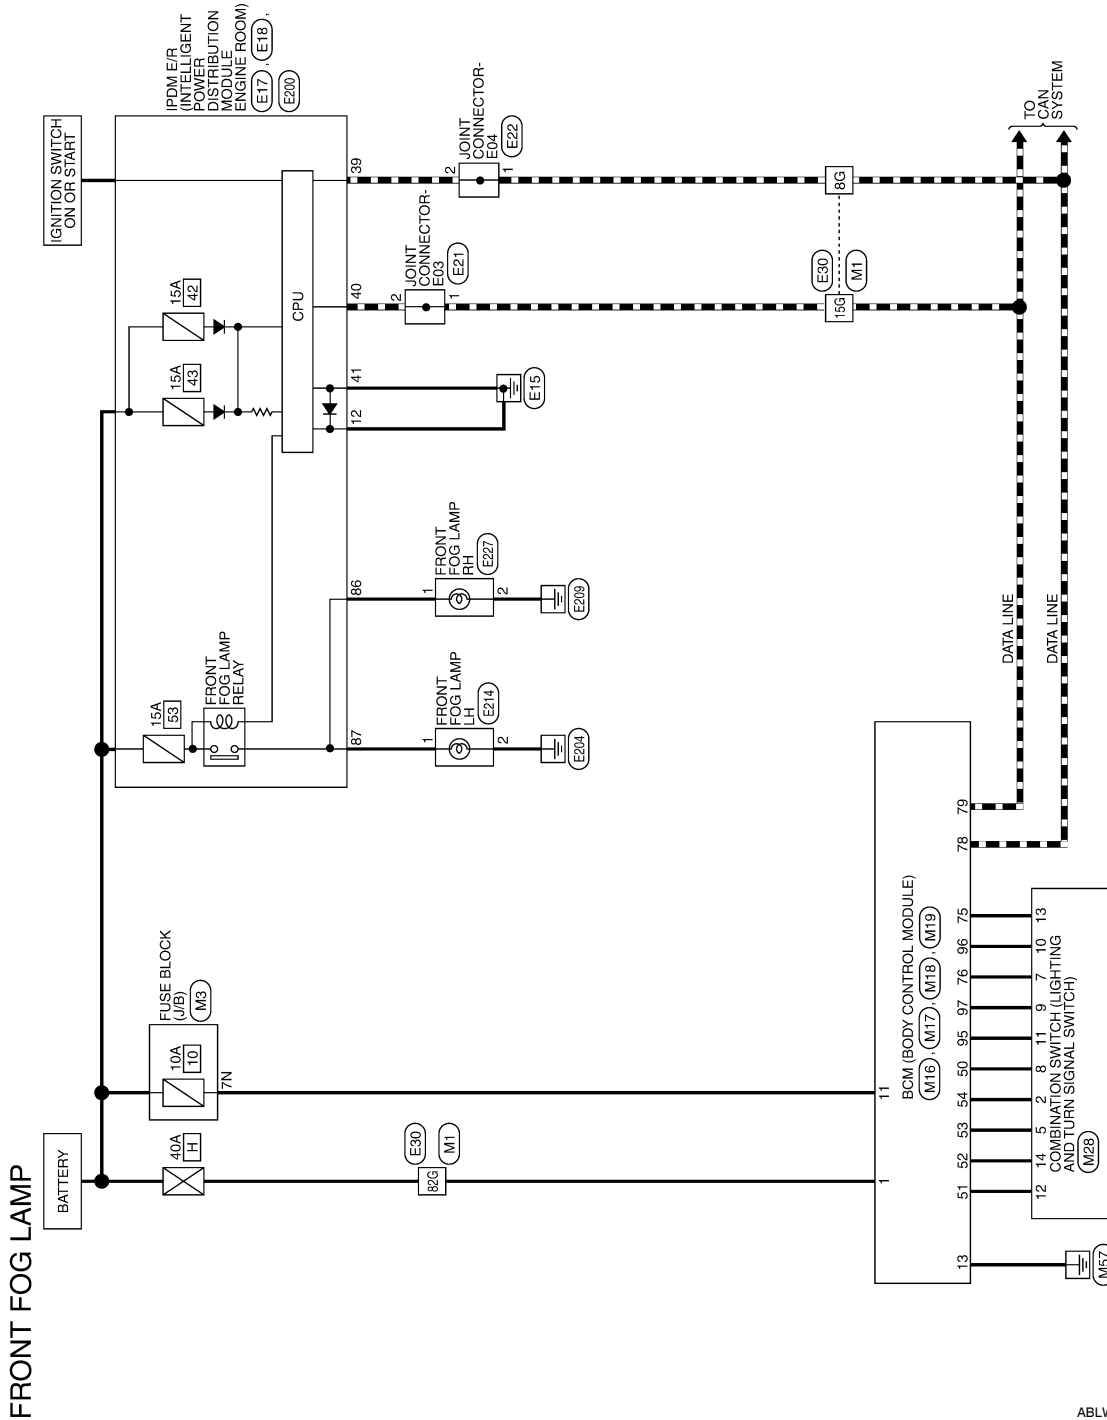 FRONT FOG LAMP
BATTERY
IGNITION SWITCH
ON OR START
40A
H
10A
10
FUSE BLOCK
(J/B)
M3
7N
15A
53
FRONT
FOG LAMP
RELAY
15A
43
15A
42
CPU
IPDM E/R
(INTELLIGENT
POWER
DISTRIBUTION
MODULE
ENGINE ROOM)
E17 , E18 ,
E200
87
86
12
41
40
39
1
FRONT
FOG LAMP
LH
E214
2
E204
1
FRONT
FOG LAMP
RH
E227
2
E209
E15
2
JOINT
CONNECTOR-
E03
E21
1
2
JOINT
CONNECTOR-
E04
E22
1
82G
E30
M1
15G
E30
M1
8G
TO
CAN
SYSTEM
DATA LINE
DATA LINE
1
11
BCM (BODY CONTROL MODULE)
M16 , M17 , M18 , M19
13
51
52
53
54
50
95
97
76
96
75
78
79
12
14
5
2
8
11
9
7
10
13
COMBINATION SWITCH (LIGHTING
AND TURN SIGNAL SWITCH)
M28
M57
ABLW